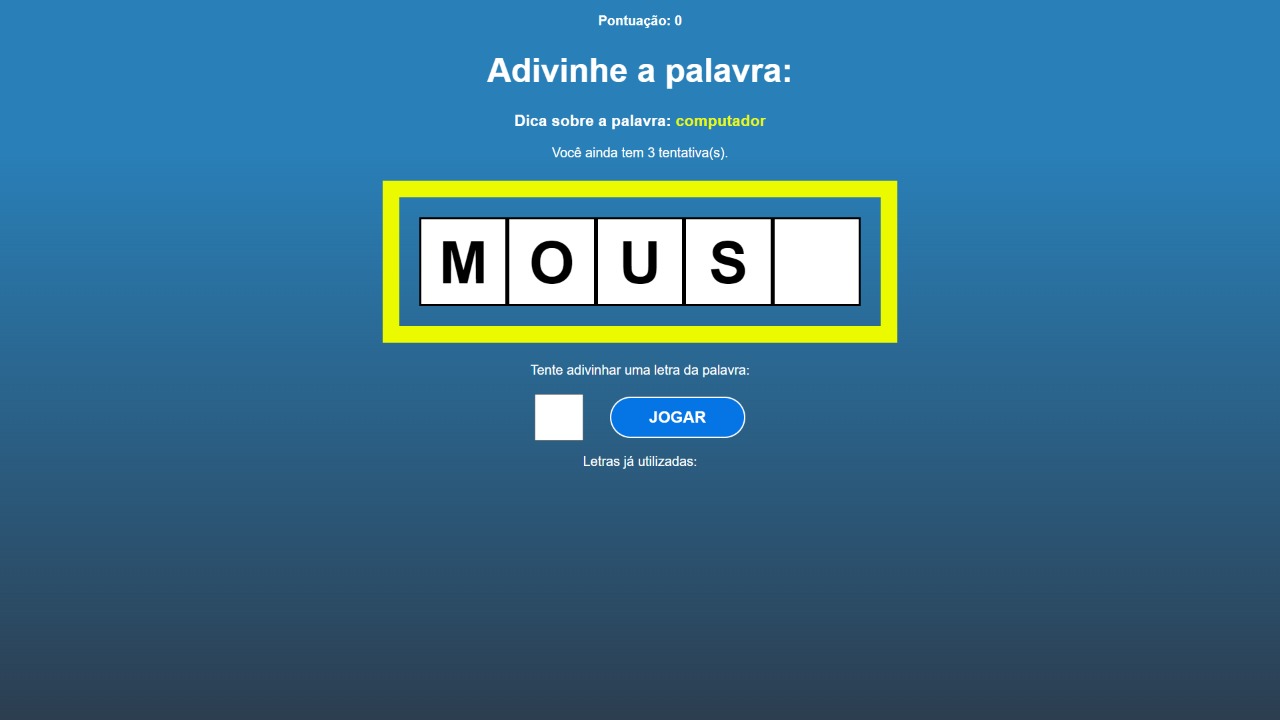 Pontuação: 0
Adivinhe a palavra:
Dica sobre a palavra: computador
Você ainda tem 3 tentativa(s).
M O U S
Tente adivinhar uma letra da palavra:
JOGAR
Letras já utilizadas: